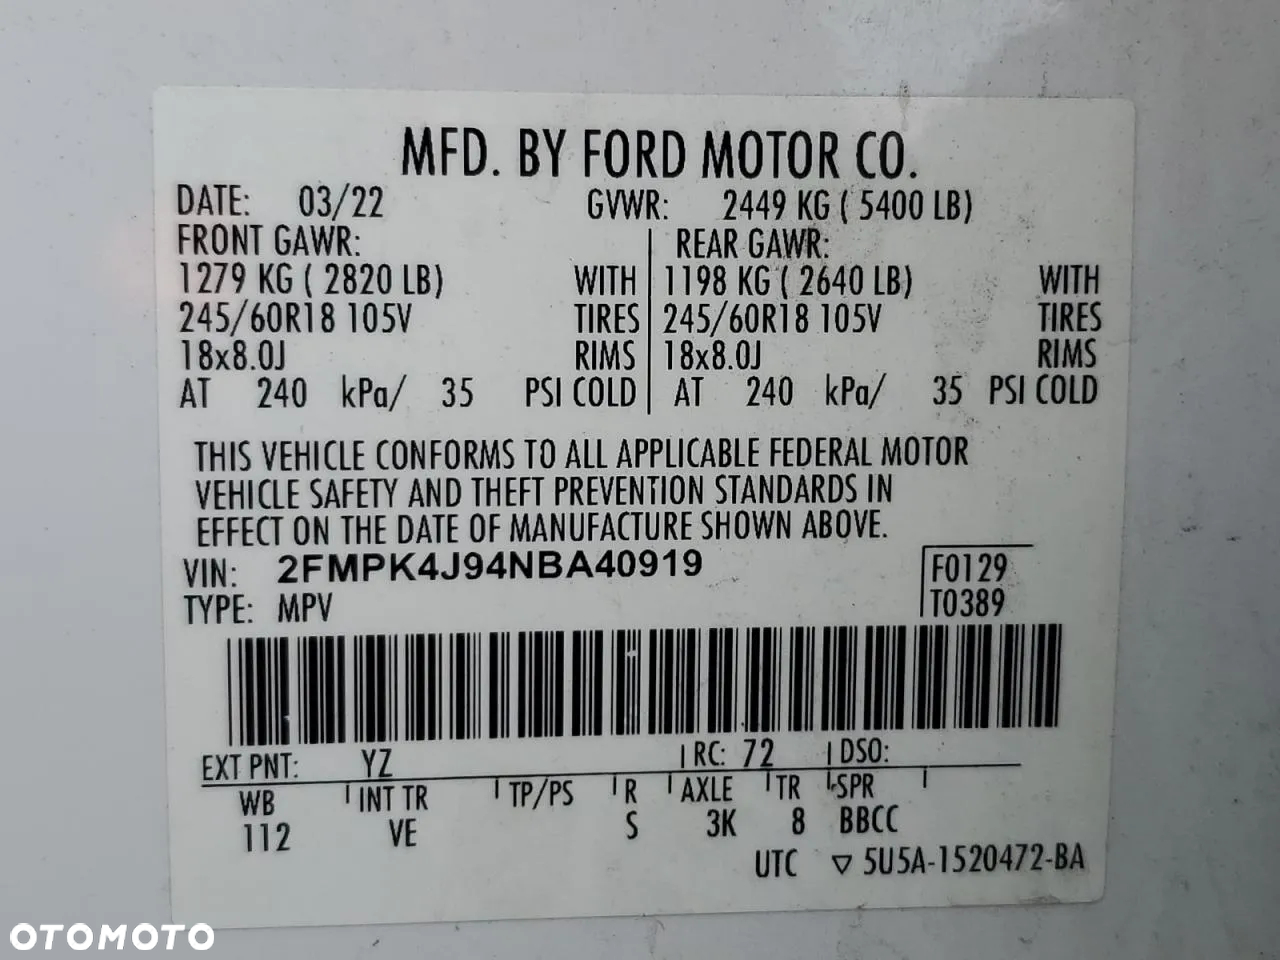 MFD. BY FORD MOTOR CO.
DATE: 03/22 GVWR: 2449 KG ( 5400 LB)
FRONT GAWR: REAR GAWR:
1279 KG ( 2820 LB) WITH 1198 KG ( 2640 LB) WITH
245/60R18 105V TIRES 245/60R18 105V TIRES
18x8.0J RIMS 18x8.0J RIMS
AT 240 kPa/ 35 PSI COLD AT 240 kPa/ 35 PSI COLD
THIS VEHICLE CONFORMS TO ALL APPLICABLE FEDERAL MOTOR
VEHICLE SAFETY AND THEFT PREVENTION STANDARDS IN
EFFECT ON THE DATE OF MANUFACTURE SHOWN ABOVE.
VIN: 2FMPK4J94NBA40919 F0129
TYPE: MPV T0389
EXT PNT: YZ RC: 72 DSO:
WB INT TR TP/PS R AXLE TR SPR
112 VE S 3K 8 BBCC
UTC ▽ 5U5A-1520472-BA
OTOMOTO